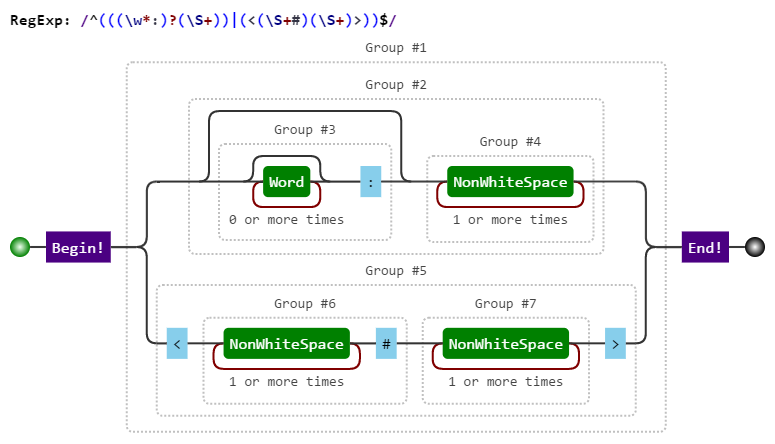 RegExp: /^(((\w*:)?(\S+))|(<(\S+#)(\S+)>))$/
Group #1
Group #2
Group #3
Group #4
Word
:
NonWhiteSpace
0 or more times
1 or more times
Begin!
End!
Group #5
Group #6
Group #7
<
NonWhiteSpace
#
NonWhiteSpace
>
1 or more times
1 or more times